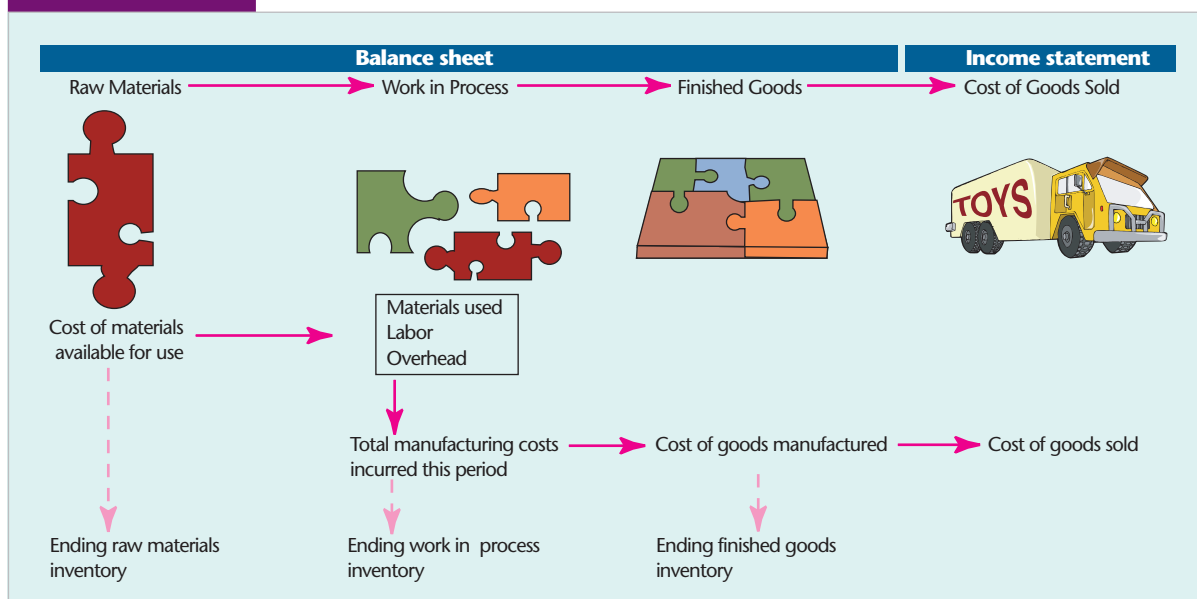 Balance sheet
Income statement
Raw Materials
Work in Process
Finished Goods
Cost of Goods Sold
TOYS
Cost of materials
available for use
Materials used
Labor
Overhead
Total manufacturing costs
incurred this period
Cost of goods manufactured
Cost of goods sold
Ending raw materials
inventory
Ending work in process
inventory
Ending finished goods
inventory